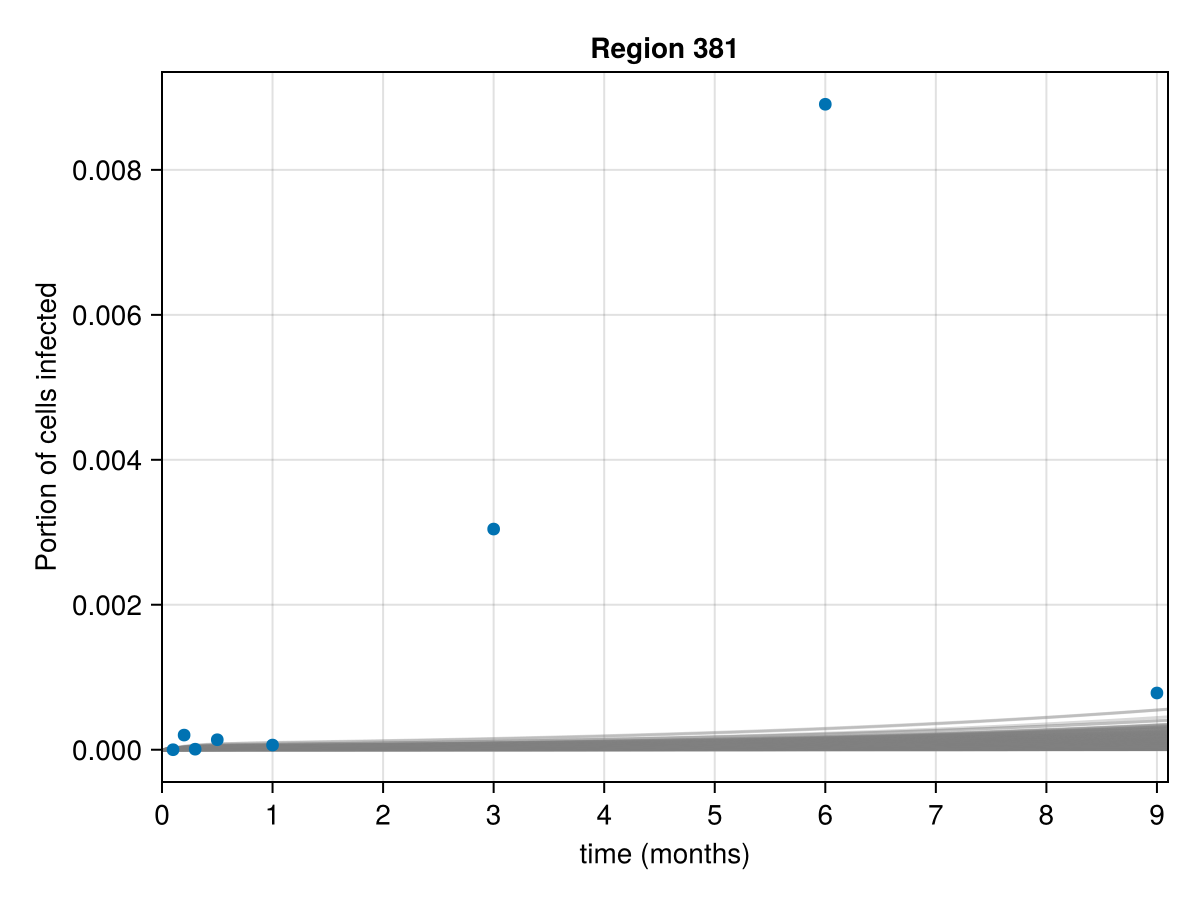 Region 381
Portion of cells infected
0.008
0.006
0.004
0.002
0.000
0 1 2 3 4 5 6 7 8 9
time (months)